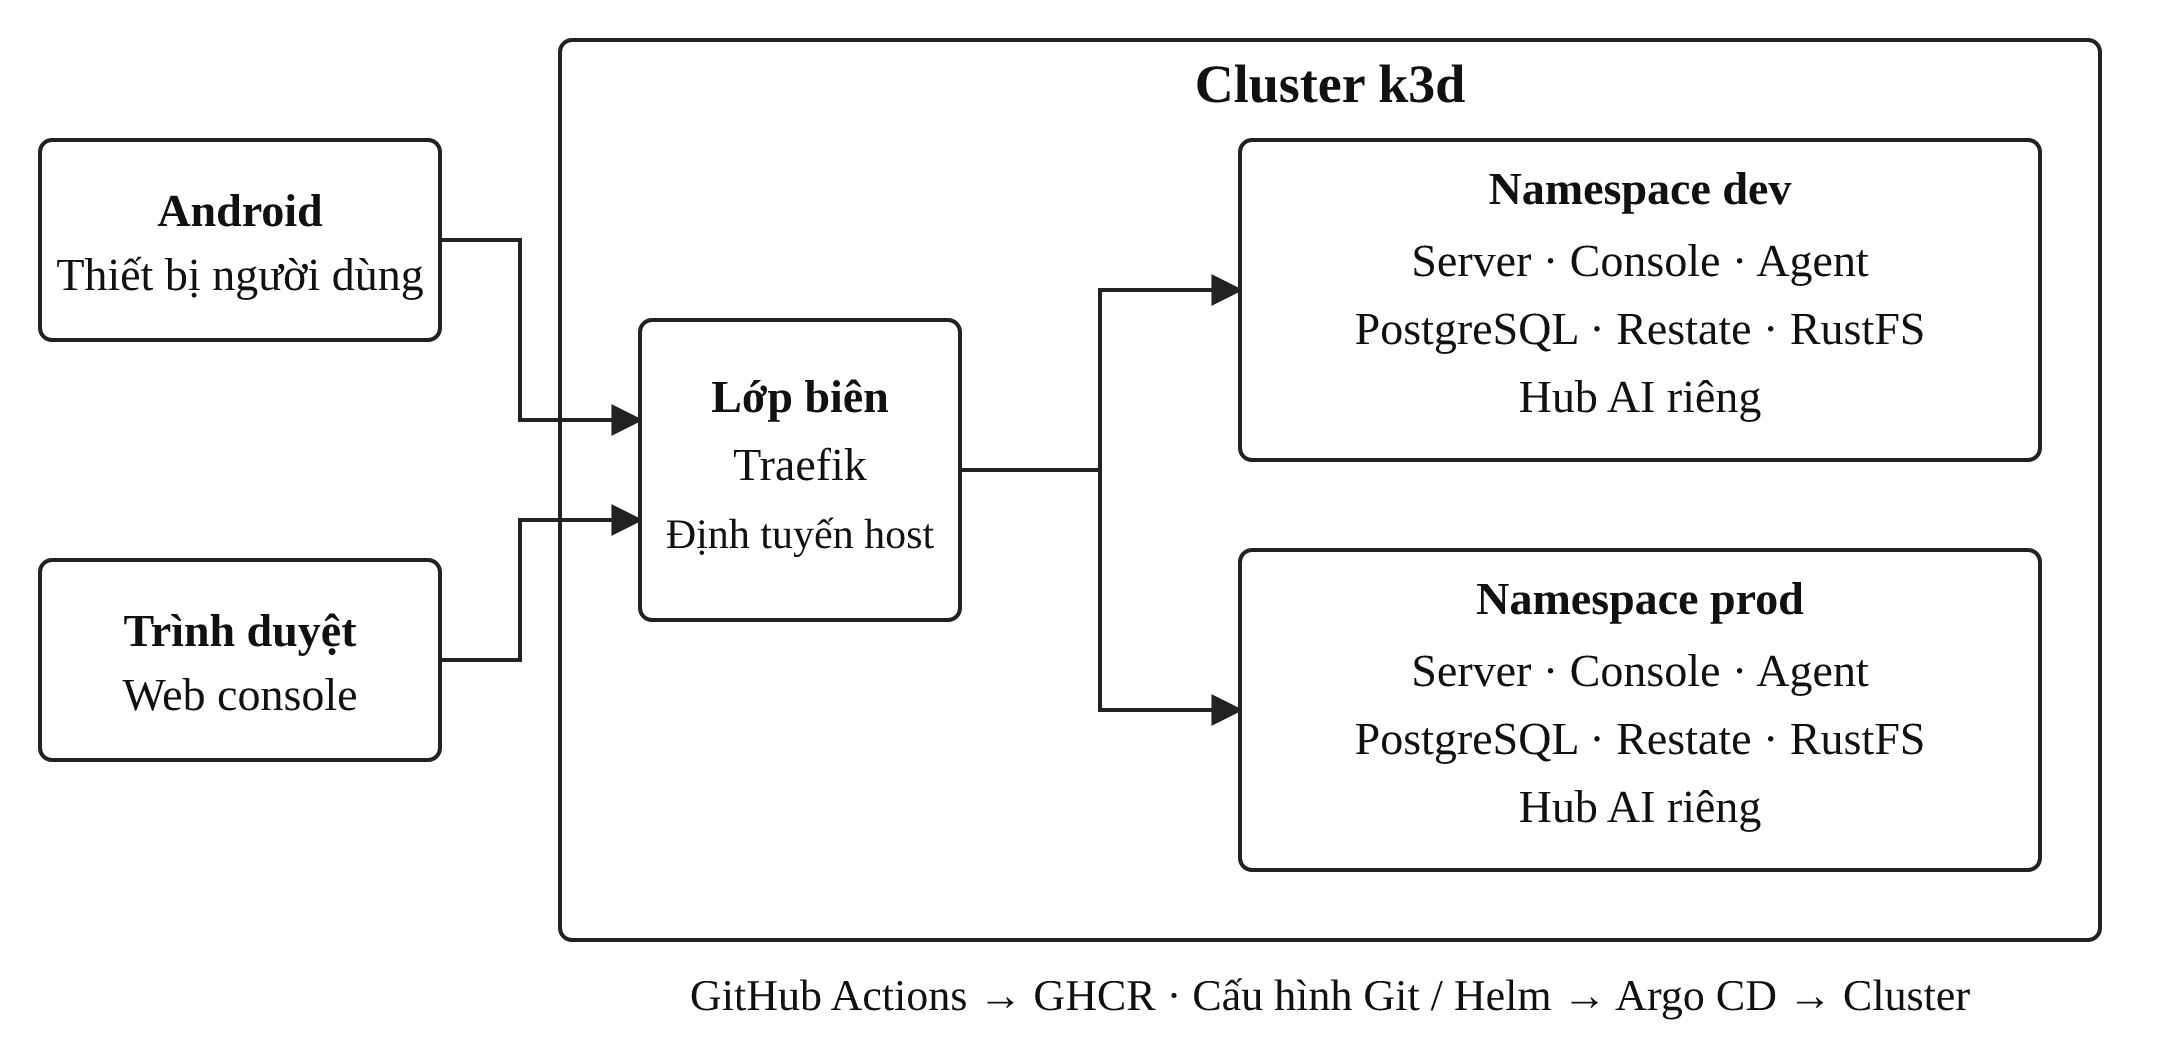 Cluster k3d
Android
Thiết bị người dùng
Trình duyệt
Web console
Lớp biên
Traefik
Định tuyến host
Namespace dev
Server · Console · Agent
PostgreSQL · Restate · RustFS
Hub AI riêng
Namespace prod
Server · Console · Agent
PostgreSQL · Restate · RustFS
Hub AI riêng
GitHub Actions → GHCR · Cấu hình Git / Helm → Argo CD → Cluster